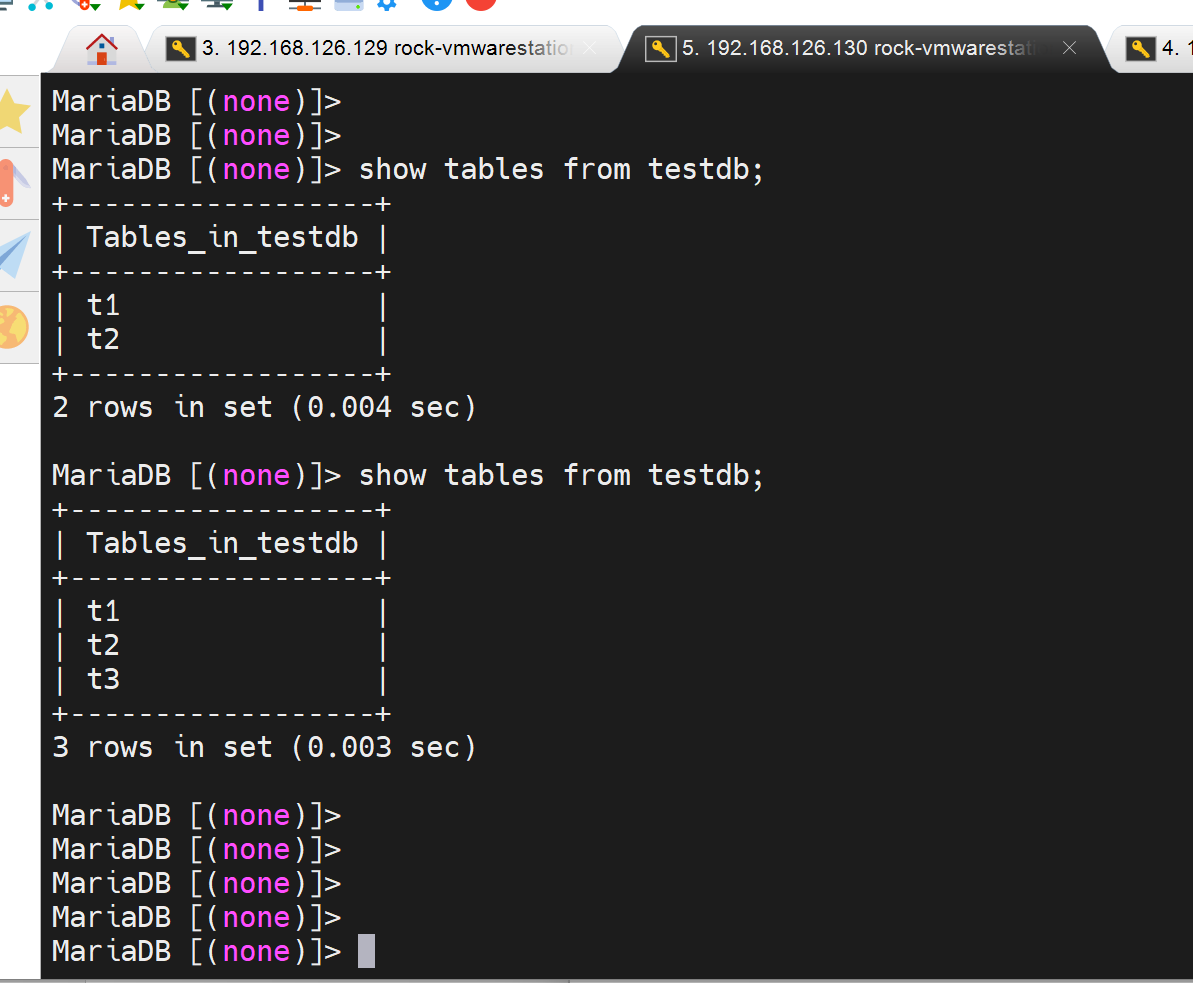 3. 192.168.126.129 rock-vmwarestation
5. 192.168.126.130 rock-vmwarestat
4. 1
MariaDB [(none)]>
MariaDB [(none)]>
MariaDB [(none)]> show tables from testdb;
+------------------+
| Tables_in_testdb |
+------------------+
| t1               |
| t2               |
+------------------+
2 rows in set (0.004 sec)
MariaDB [(none)]> show tables from testdb;
+------------------+
| Tables_in_testdb |
+------------------+
| t1               |
| t2               |
| t3               |
+------------------+
3 rows in set (0.003 sec)
MariaDB [(none)]>
MariaDB [(none)]>
MariaDB [(none)]>
MariaDB [(none)]>
MariaDB [(none)]>